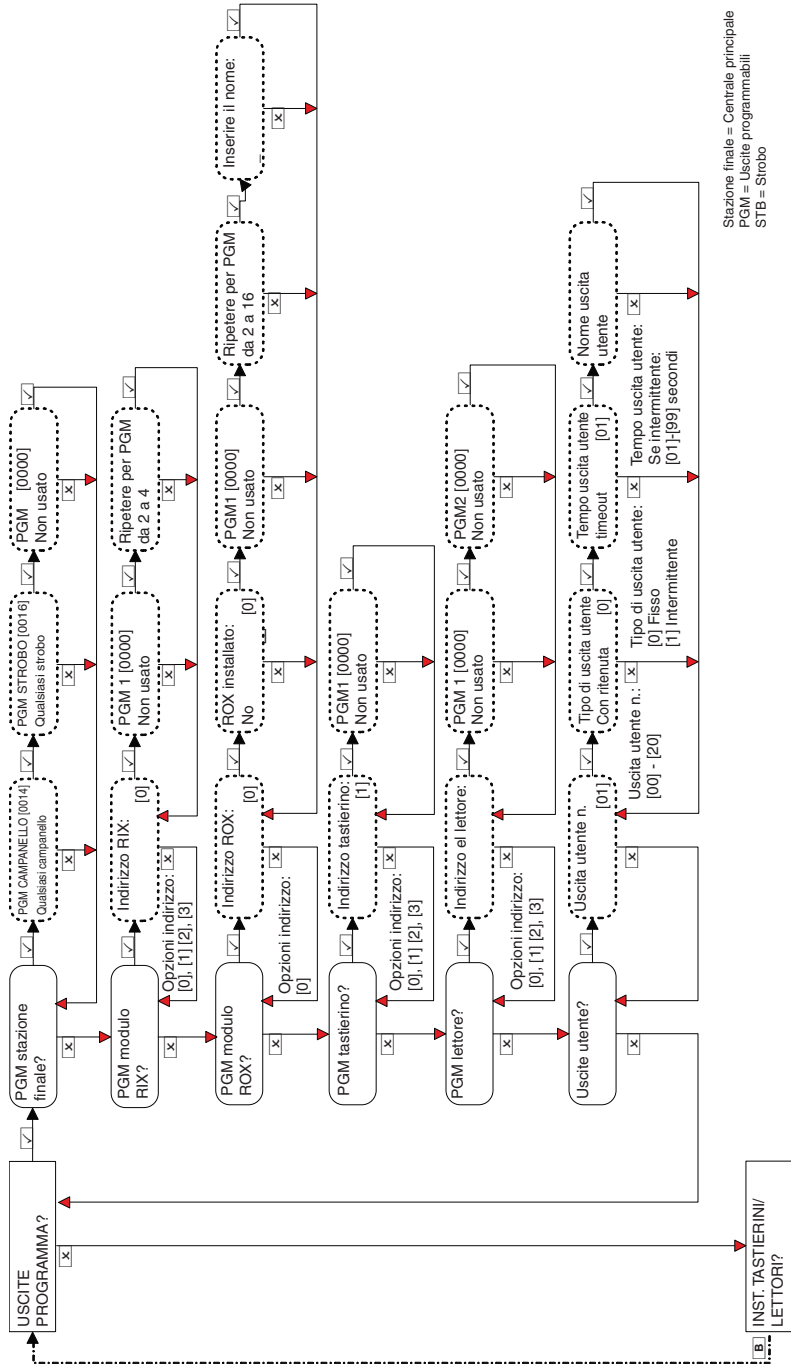 USCITE
PROGRAMMA?
PGM stazione
finale?
PGM CAMPANELLO [0014]
Qualsiasi campanello
PGM STROBO [0016]
Qualsiasi strobo
PGM [0000]
Non usato
PGM modulo
RIX?
Opzioni indirizzo:
[0], [1] [2], [3]
Indirizzo RIX:
[0]
PGM 1 [0000]
Non usato
Ripetere per PGM
da 2 a 4
PGM modulo
ROX?
Opzioni indirizzo:
[0]
Indirizzo ROX:
[0]
ROX installato:
No [0]
PGM1 [0000]
Non usato
Ripetere per PGM
da 2 a 16
Inserire il nome:
_
PGM tastierino?
Opzioni indirizzo:
[0], [1] [2], [3]
Indirizzo tastierino:
[1]
PGM1 [0000]
Non usato
PGM lettore?
Opzioni indirizzo:
[0], [1] [2], [3]
Indirizzo el lettore:
PGM 1 [0000]
Non usato
PGM2 [0000]
Non usato
Uscite utente?
Uscita utente n.
[01]
Uscita utente n.:
[00] - [20]
Tipo di uscita utente
Con ritenuta [0]
Tipo di uscita utente:
[0] Fisso
[1] Intermittente
Tempo uscita utente
timeout [01]
Tempo uscita utente:
Se intermittente:
[01]-[99] secondi
Nome uscita
utente
Stazione finale = Centrale principale
PGM = Uscite programmabili
STB = Strobo
B
INST. TASTIERINI/
LETTORI?